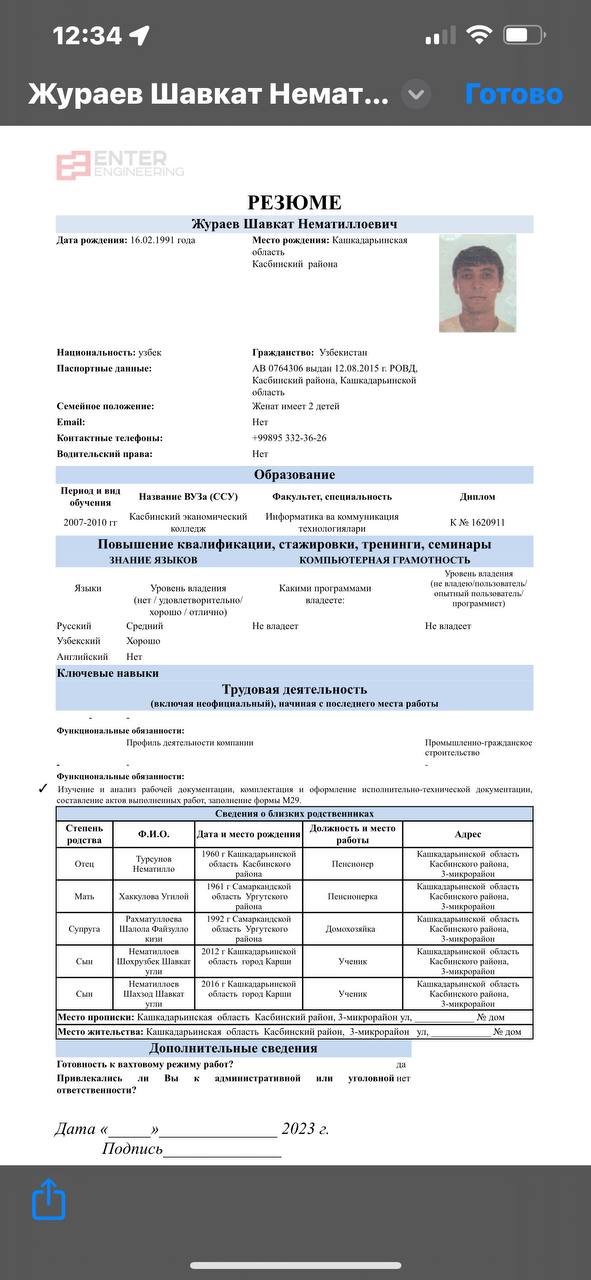 12:34
Жураев Шавкат Немат...
Готово
ENTER
ENGINEERING
РЕЗЮМЕ
Жураев Шавкат Нематиллоевич
Дата рождения: 16.02.1991 года
Место рождения: Кашкадарьинская
область
Касбинский района
Национальность: узбек
Гражданство: Узбекистан
Паспортные данные:
АВ 0764306 выдан 12.08.2015 г. РОВД,
Касбинский района, Кашкадарьинской
область
Семейное положение:
Женат имеет 2 детей
Email:
Нет
Контактные телефоны:
+99895 332-36-26
Водительский права:
Нет
Образование
Период и вид
обучения
Название ВУЗа (ССУ)
Факультет, специальность
Диплом
2007-2010 гг
Касбинский эканомический
колледж
Информатика ва коммуникация
технологиялари
К № 1620911
Повышение квалификации, стажировки, тренинги, семинары
ЗНАНИЕ ЯЗЫКОВ
КОМПЬЮТЕРНАЯ ГРАМОТНОСТЬ
Языки
Уровень владения
(нет / удовлетворительно/
хорошо / отлично)
Какими программами
владеете:
Уровень владения
(не владею/пользователь/
опытный пользователь/
программист)
Русский
Средний
Не владеет
Не владеет
Узбекский
Хорошо
Английский
Нет
Ключевые навыки
Трудовая деятельность
(включая неофициальный), начиная с последнего места работы
- -
Функциональные обязанности:
Профиль деятельности компании
Промышленно-гражданское
строительство
- - -
Функциональные обязанности:
✓ Изучение и анализ рабочей документации, комплектация и оформление исполнительно-технической документации,
составление актов выполненных работ, заполнение формы М29.
Сведения о близких родственниках
Степень
родства
Ф.И.О.
Дата и место рождения
Должность и место
работы
Адрес
Отец
Турсунов
Нематилло
1960 г Кашкадарьинской
область Касбинского
района
Пенсионер
Кашкадарьинской область
Касбинского района,
3-микрорайон
Мать
Хаккулова Угилой
1961 г Самаркандской
область Ургутского
района
Пенсионерка
Кашкадарьинской область
Касбинского района,
3-микрорайон
Супруга
Рахматуллоева
Шалола Файзулло
кизи
1992 г Самаркандской
область Ургутского
района
Домохозяйка
Кашкадарьинской область
Касбинского района,
3-микрорайон
Сын
Нематиллоев
Шохрузбек Шавкат
угли
2012 г Кашкадарьинской
область город Карши
Ученик
Кашкадарьинской область
Касбинского района,
3-микрорайон
Сын
Нематиллоев
Шахзод Шавкат
угли
2016 г Кашкадарьинской
область город Карши
Ученик
Кашкадарьинской область
Касбинского района,
3-микрорайон
Место прописки: Кашкадарьинская область Касбинский район, 3-микрорайон ул, ____________ № дом
Место жительства: Кашкадарьинская область Касбинский район, 3-микрорайон ул, ____________ № дом
Дополнительные сведения
Готовность к вахтовому режиму работ?
да
Привлекались ли Вы к административной или уголовной нет
ответственности?
Дата «_____»______________ 2023 г.
Подпись______________